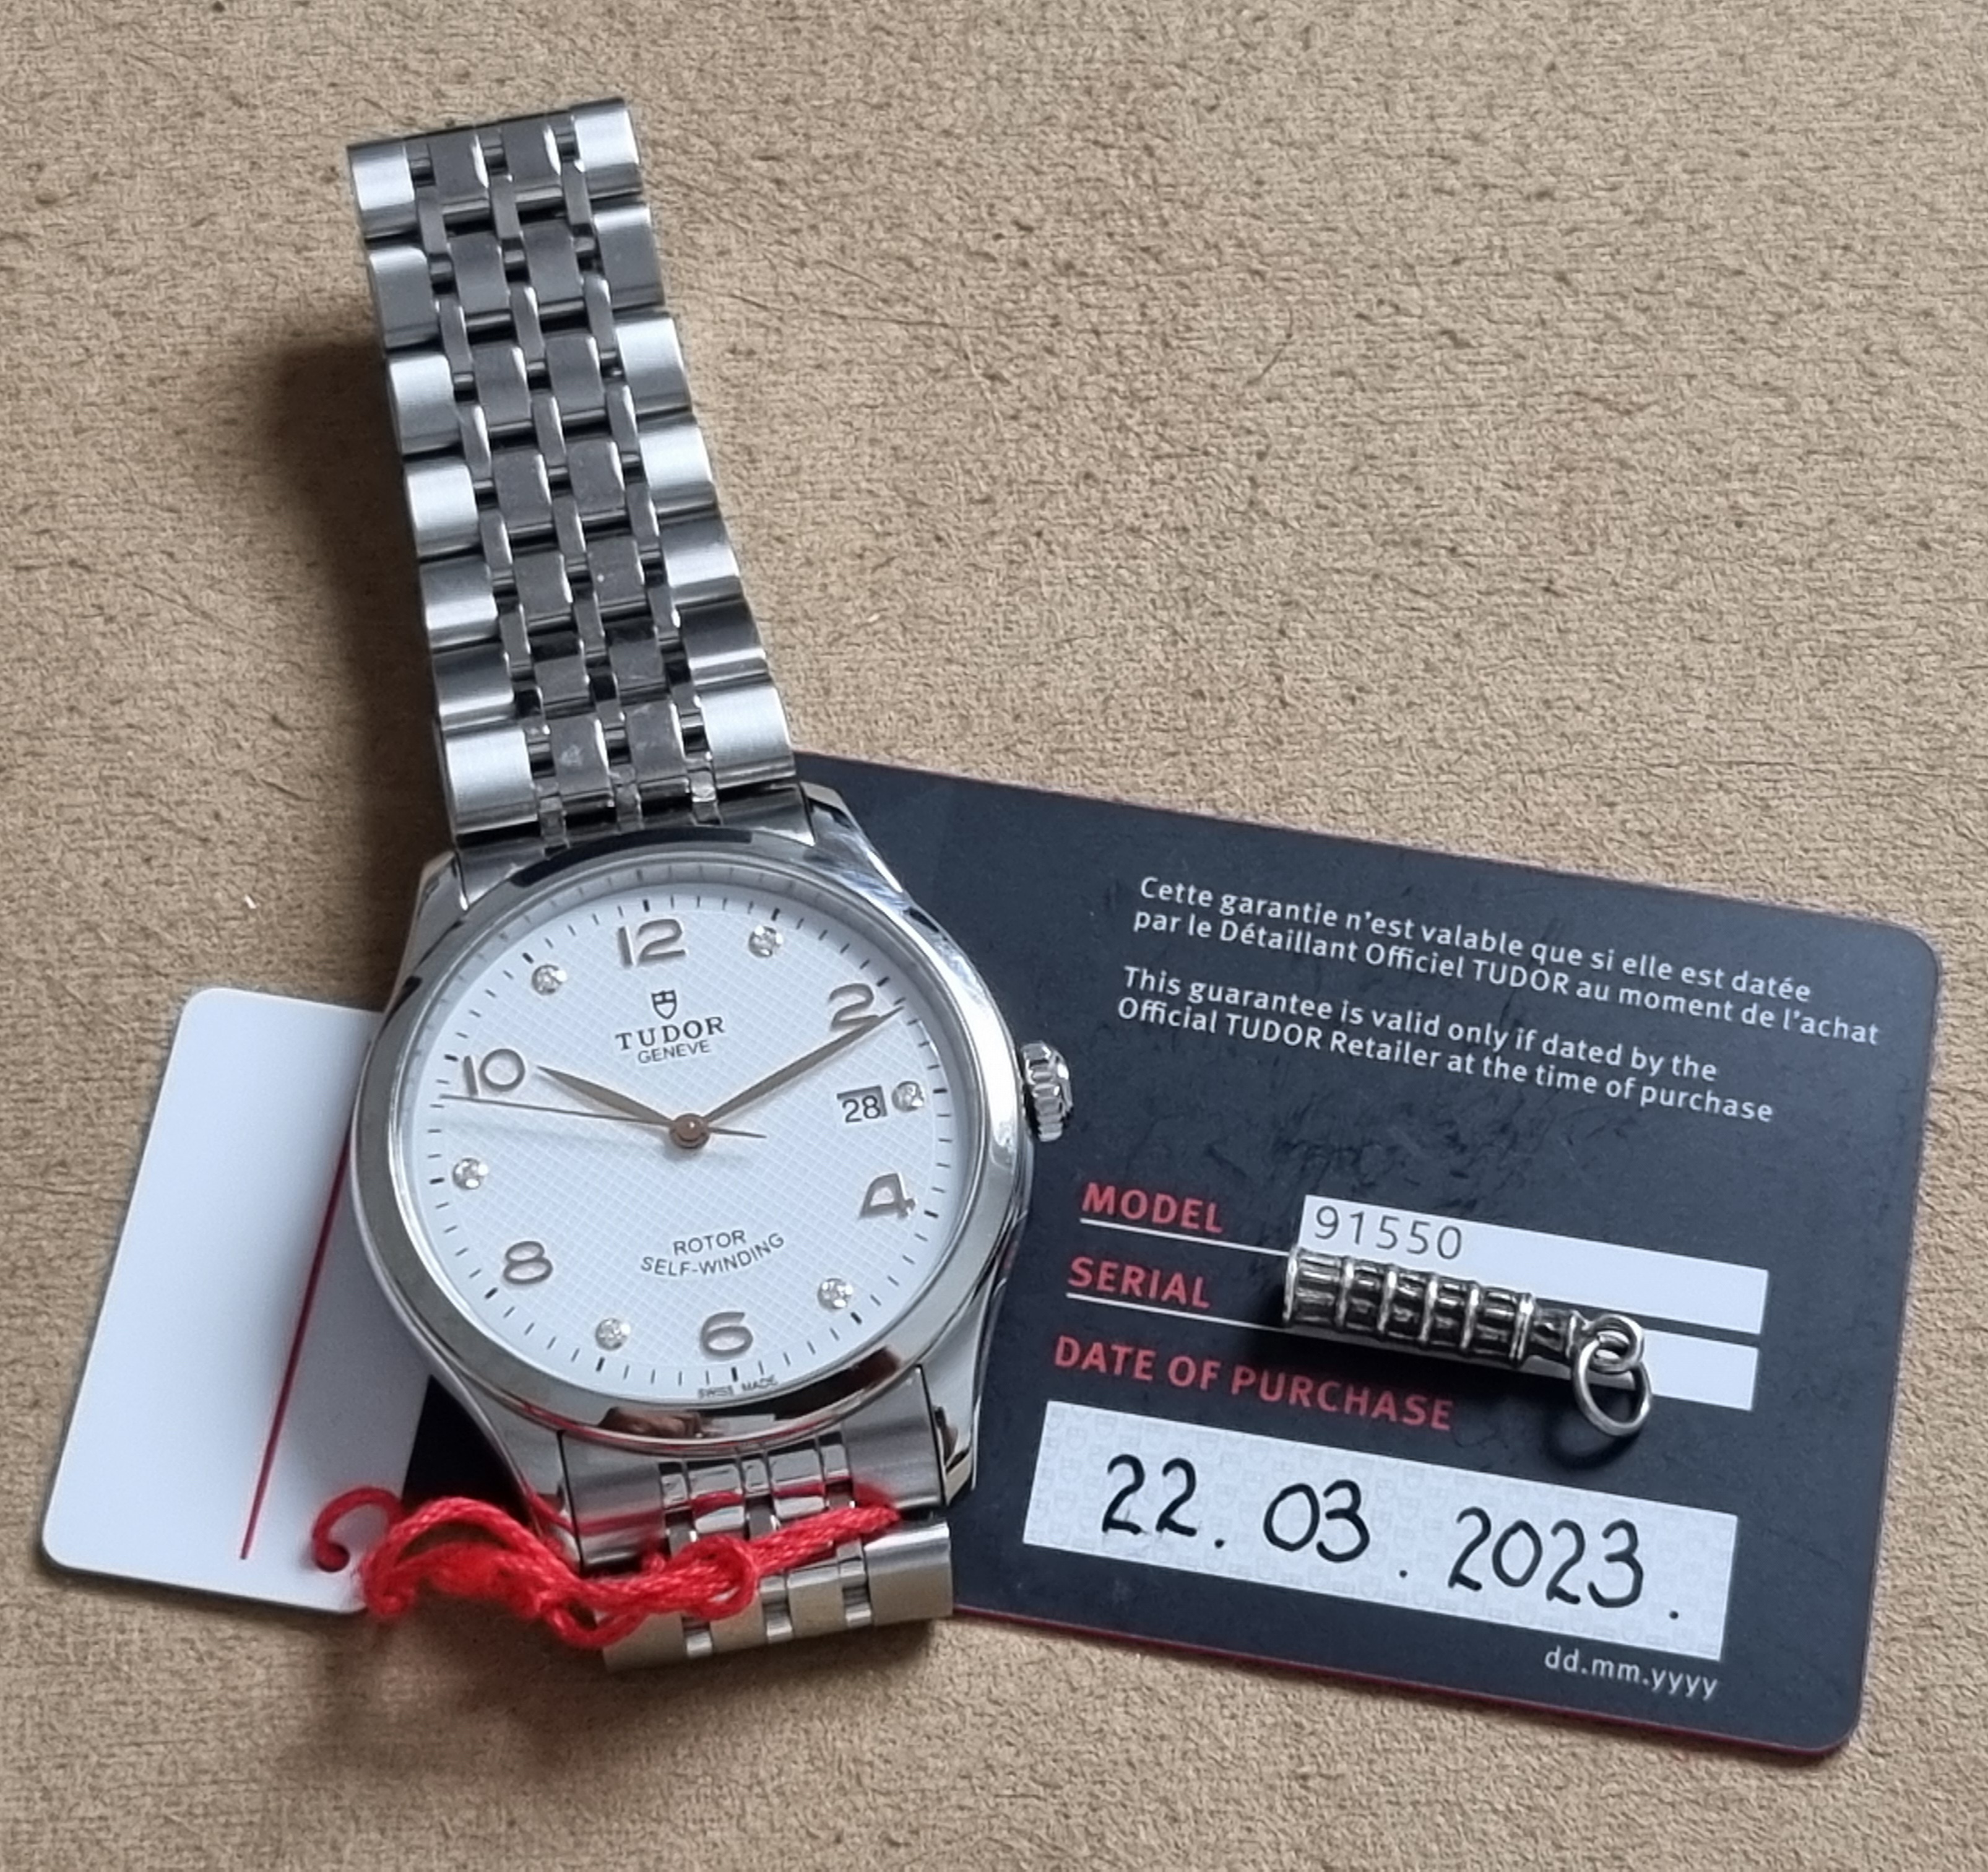 12
2
TUDOR
GENEVE
10
28
4
ROTOR
SELF-WINDING
8
6
SWISS MADE
Cette garantie n'est valable que si elle est datée
par le Détaillant Officiel TUDOR au moment de l'achat
This guarantee is valid only if dated by the
Official TUDOR Retailer at the time of purchase
MODEL 91550
SERIAL
DATE OF PURCHASE
22.03.2023.
dd.mm.yyyy